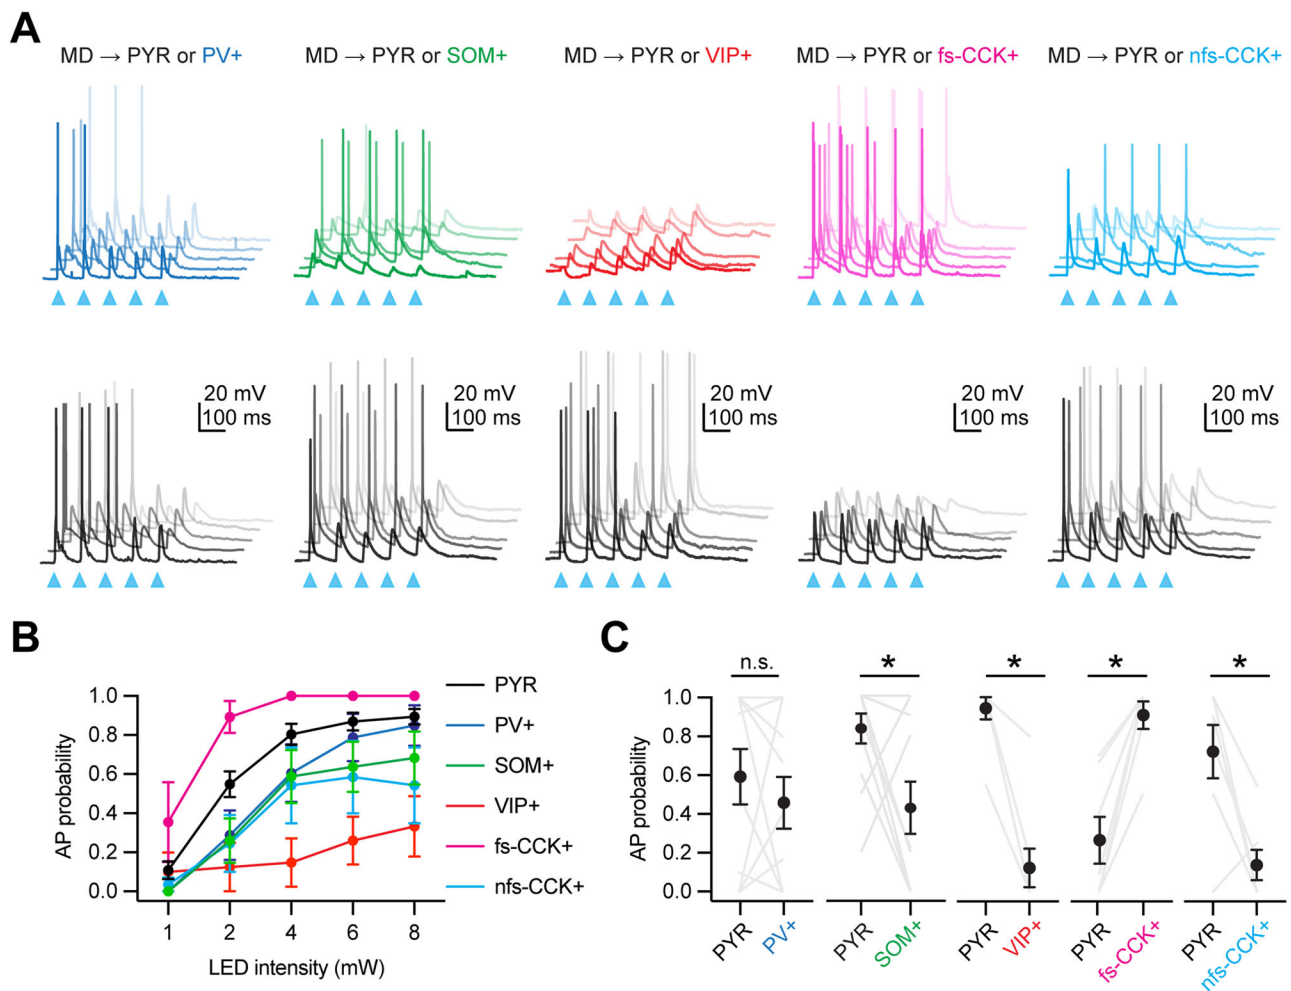 A
MD → PYR or PV+
MD → PYR or SOM+
MD → PYR or VIP+
MD → PYR or fs-CCK+
MD → PYR or nfs-CCK+
20 mV
100 ms
20 mV
100 ms
20 mV
100 ms
20 mV
100 ms
20 mV
100 ms
B
AP probability
1.0
0.8
0.6
0.4
0.2
0.0
1 2 4 6 8
LED intensity (mW)
PYR
PV+
SOM+
VIP+
fs-CCK+
nfs-CCK+
C
n.s.
*
*
*
*
AP probability
1.0
0.8
0.6
0.4
0.2
0.0
PYR
PV+
PYR
SOM+
PYR
VIP+
PYR
fs-CCK+
PYR
nfs-CCK+